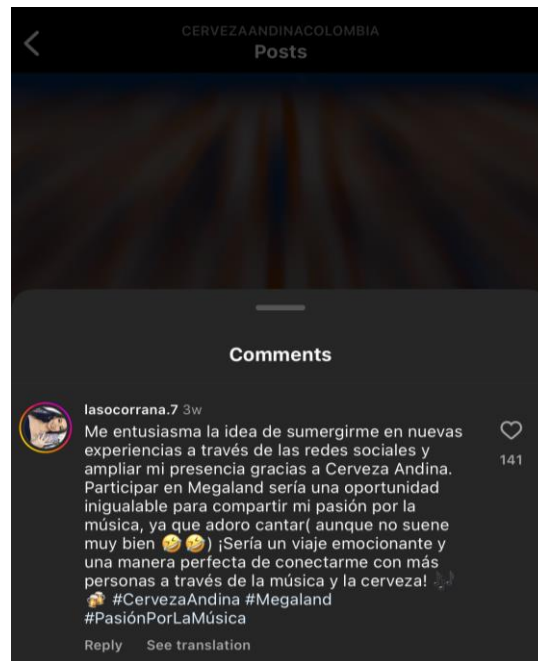 CERVEZAANDINACOLOMBIA
Posts
Comments
lasocorrana.7 3w
Me entusiasma la idea de sumergirme en nuevas
experiencias a través de las redes sociales y
ampliar mi presencia gracias a Cerveza Andina.
Participar en Megaland sería una oportunidad
inigualable para compartir mi pasión por la
música, ya que adoro cantar( aunque no suene
muy bien 🤣🤣) ¡Sería un viaje emocionante y
una manera perfecta de conectarme con más
personas a través de la música y la cerveza! 🎶
🍻 #CervezaAndina #Megaland
#PasiónPorLaMúsica
141
Reply See translation